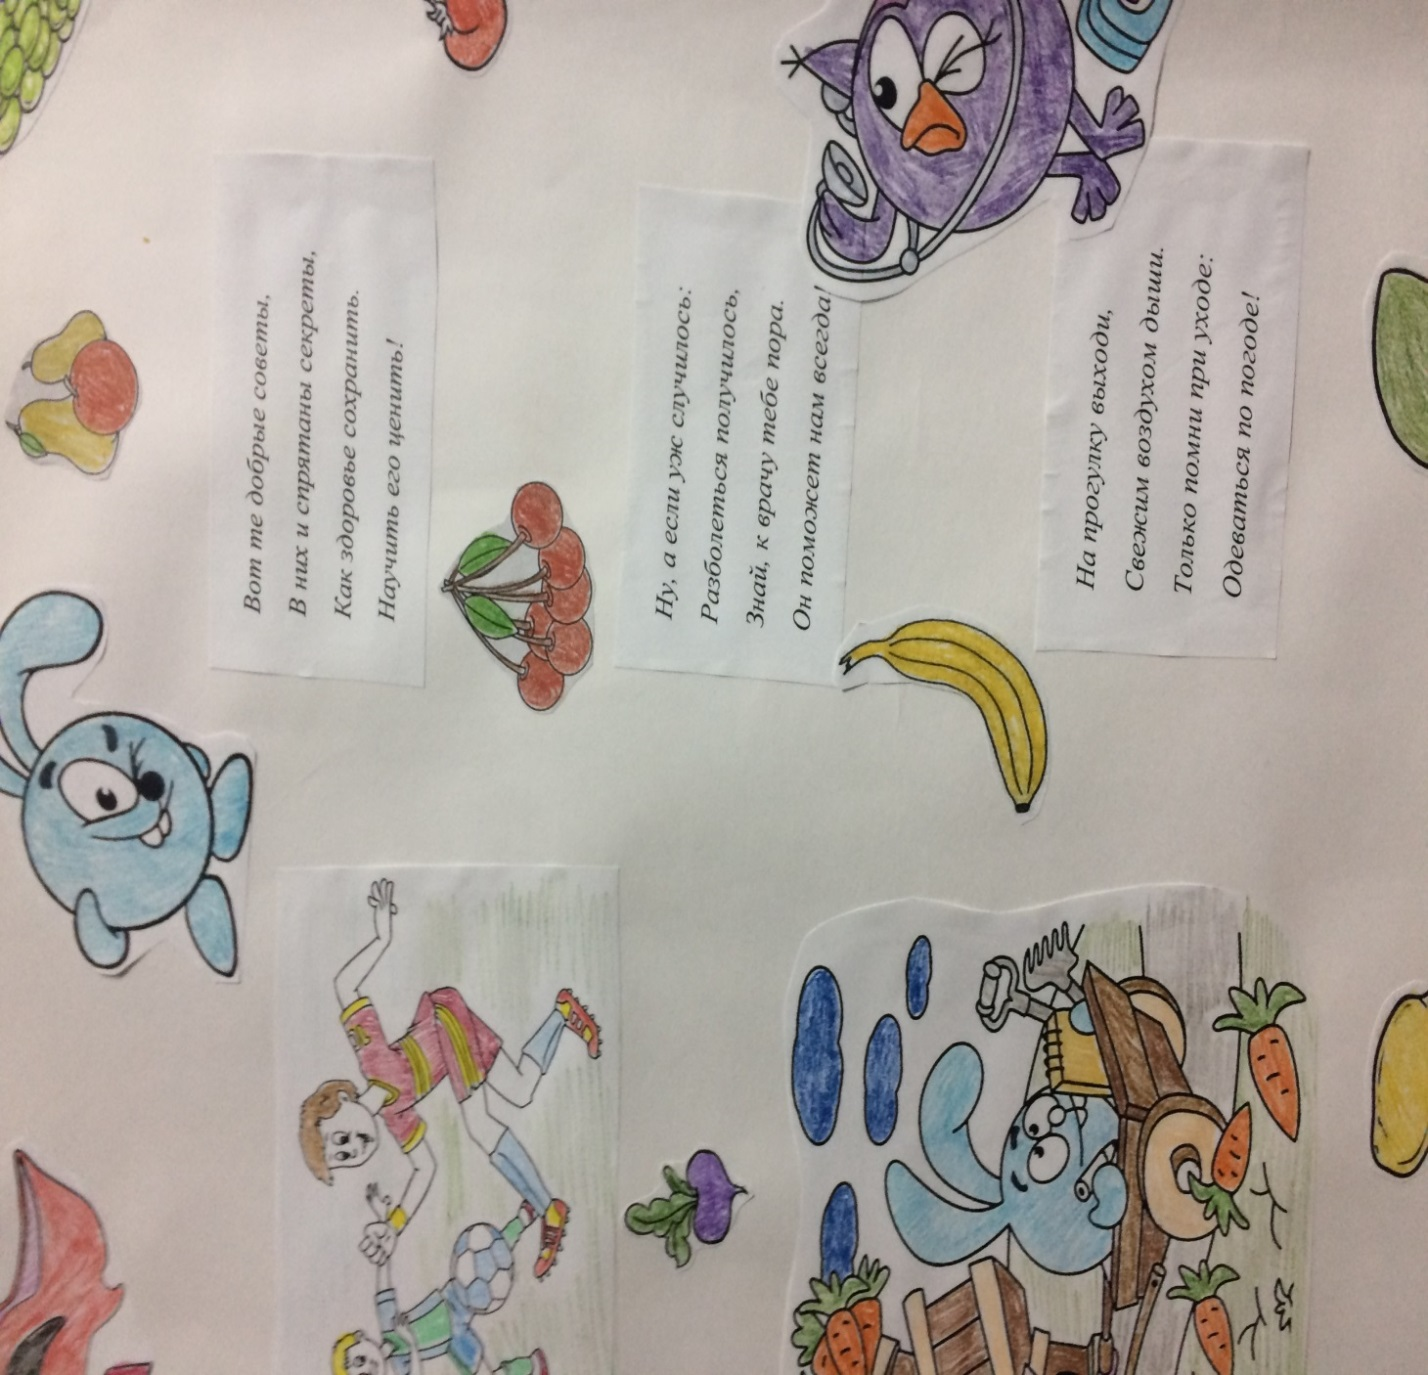 Вот те добрые советы,
В них и спрятаны секреты,
Как здоровье сохранить.
Научить его ценить!
Ну, а если уж случилось:
Разболеться получилось,
Знай, к врачу тебе пора.
Он поможет нам всегда!
На прогулку выходи,
Свежим воздухом дыши.
Только помни при уходе:
Одеваться по погоде!